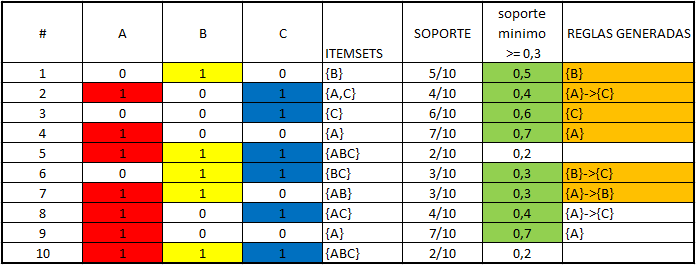 # A B C ITEMSETS SOPORTE soporte minimo >= 0,3 REGLAS GENERADAS
1 0 1 0 {B} 5/10 0,5 {B}
2 1 0 1 {A,C} 4/10 0,4 {A}->{C}
3 0 0 1 {C} 6/10 0,6 {C}
4 1 0 0 {A} 7/10 0,7 {A}
5 1 1 1 {ABC} 2/10 0,2
6 0 1 1 {BC} 3/10 0,3 {B}->{C}
7 1 1 0 {AB} 3/10 0,3 {A}->{B}
8 1 0 1 {AC} 4/10 0,4 {A}->{C}
9 1 0 0 {A} 7/10 0,7 {A}
10 1 1 1 {ABC} 2/10 0,2